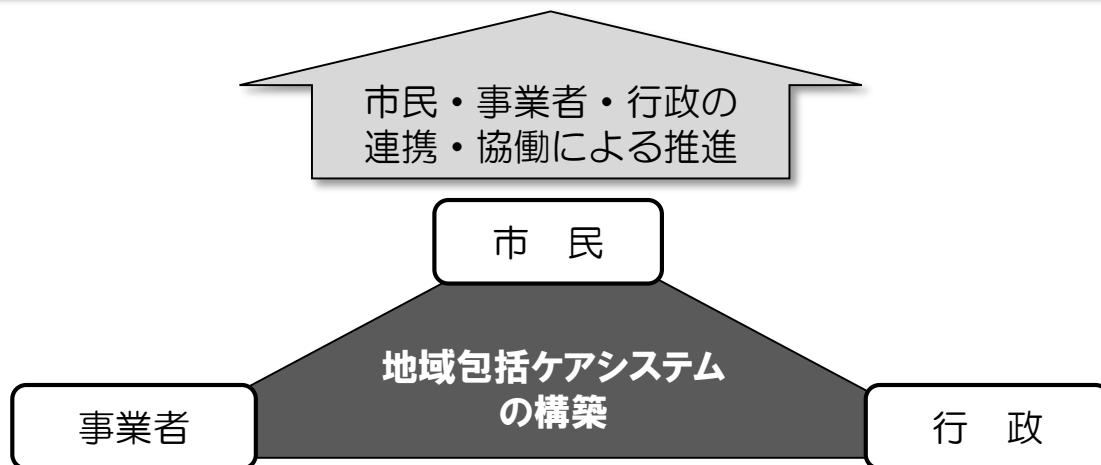 市民・事業者・行政の
連携・協働による推進
市　民
地域包括ケアシステム
の構築
事業者
行　政